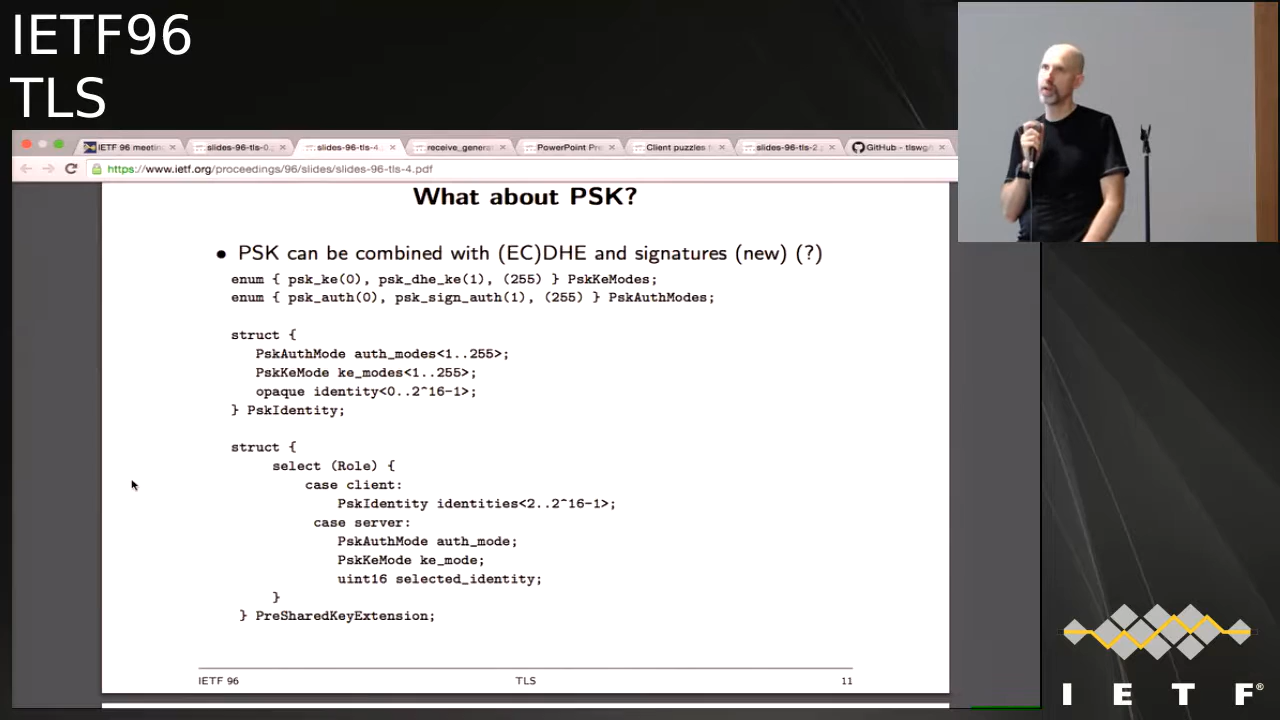 IETF96
TLS
IETF 96 meetin
slides-96-tls-0.
slides-96-tls-4.
receive_genera
PowerPoint Pre
Client puzzles f
slides-96-tls-2.
GitHub - tlswg/
https://www.ietf.org/proceedings/96/slides/slides-96-tls-4.pdf
What about PSK?
• PSK can be combined with (EC)DHE and signatures (new) (?)
enum { psk_ke(0), psk_dhe_ke(1), (255) } PskKeModes;
enum { psk_auth(0), psk_sign_auth(1), (255) } PskAuthModes;
struct {
PskAuthMode auth_modes<1..255>;
PskKeMode ke_modes<1..255>;
opaque identity<0..2^16-1>;
} PskIdentity;
struct {
select (Role) {
case client:
PskIdentity identities<2..2^16-1>;
case server:
PskAuthMode auth_mode;
PskKeMode ke_mode;
uint16 selected_identity;
}
} PreSharedKeyExtension;
IETF 96 TLS 11
I E T F®